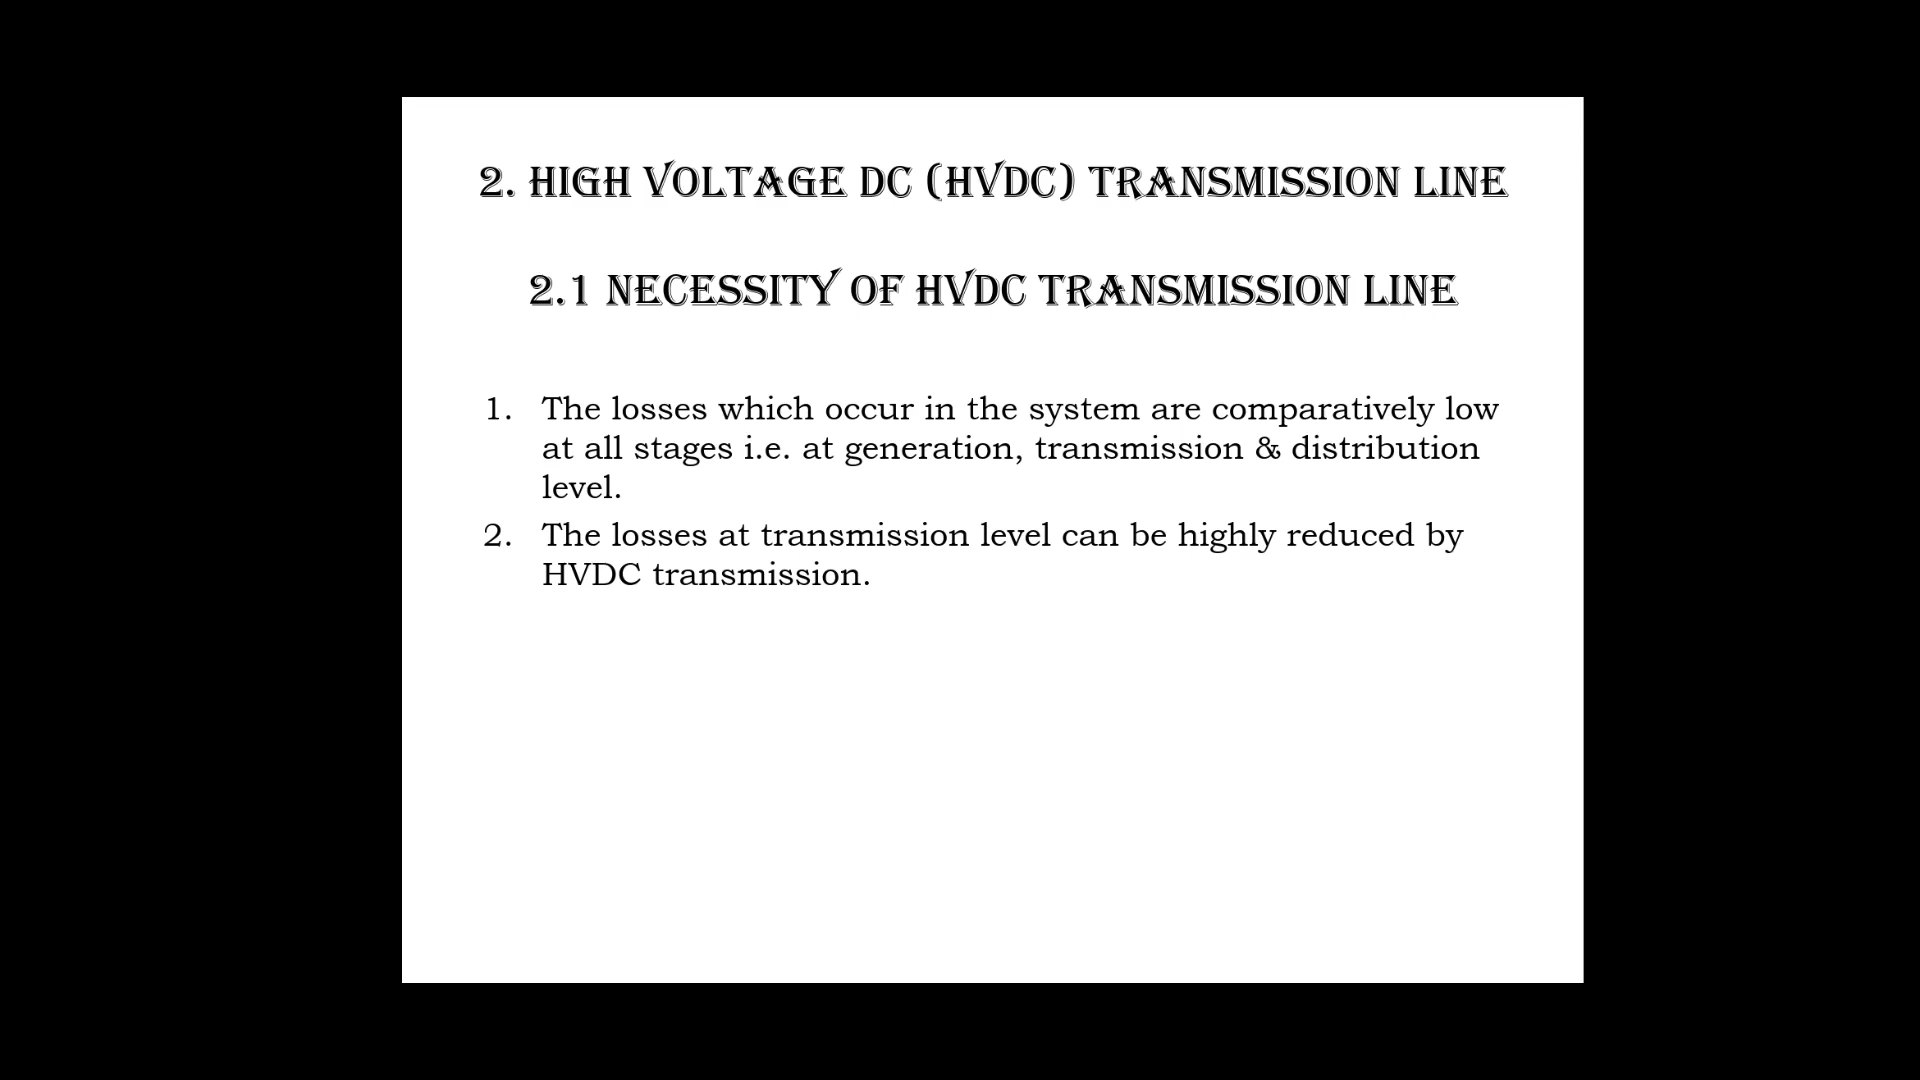 2. HIGH VOLTAGE DC (HVDC) TRANSMISSION LINE
2.1 NECESSITY OF HVDC TRANSMISSION LINE
1. The losses which occur in the system are comparatively low
at all stages i.e. at generation, transmission & distribution
level.
2. The losses at transmission level can be highly reduced by
HVDC transmission.